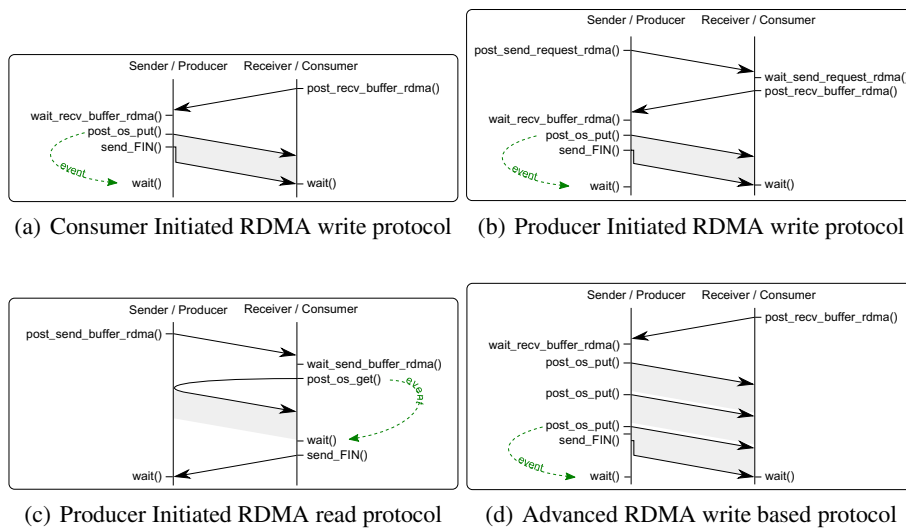 Sender / Producer Receiver / Consumer
post_recv_buffer_rdma()
wait_recv_buffer_rdma()
post_os_put()
send_FIN()
event
wait() wait()
(a) Consumer Initiated RDMA write protocol
Sender / Producer Receiver / Consumer
post_send_request_rdma()
wait_send_request_rdma()
post_recv_buffer_rdma()
wait_recv_buffer_rdma()
post_os_put()
send_FIN()
event
wait() wait()
(b) Producer Initiated RDMA write protocol
Sender / Producer Receiver / Consumer
post_send_buffer_rdma()
wait_send_buffer_rdma()
post_os_get()
event
wait()
send_FIN()
wait()
(c) Producer Initiated RDMA read protocol
Sender / Producer Receiver / Consumer
post_recv_buffer_rdma()
wait_recv_buffer_rdma()
post_os_put()
post_os_put()
post_os_put()
send_FIN()
event
wait() wait()
(d) Advanced RDMA write based protocol